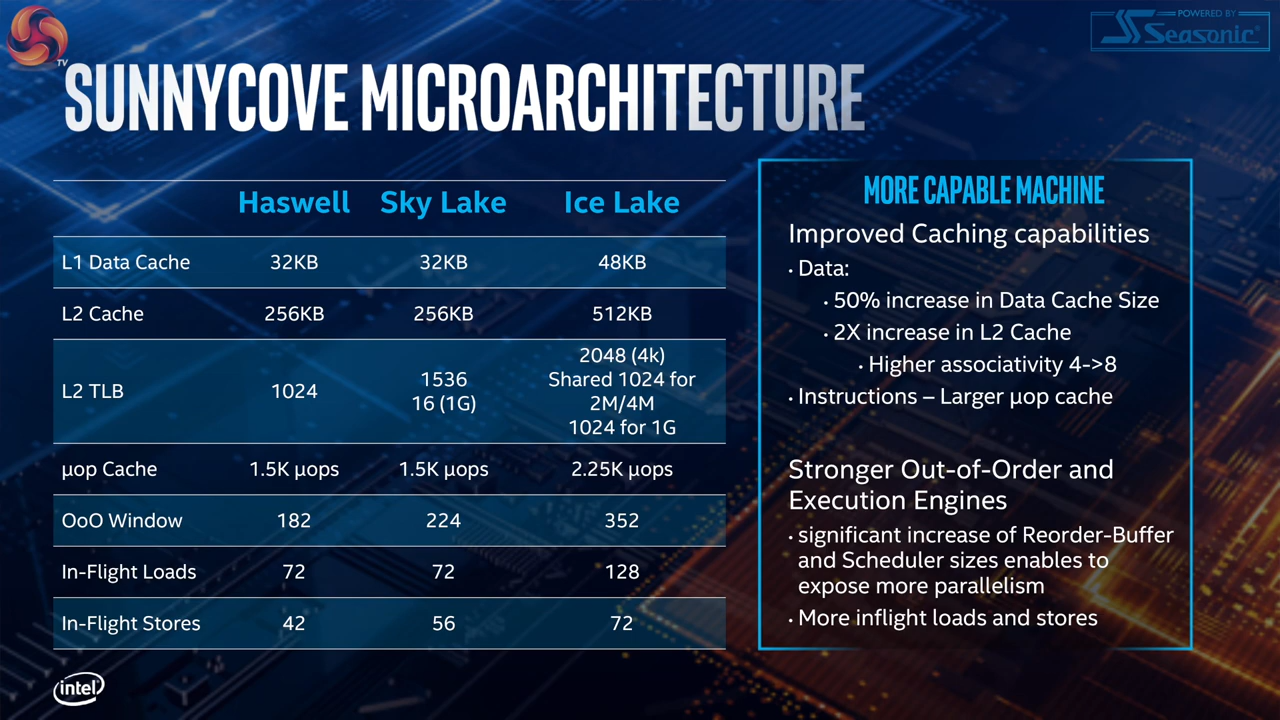 TV
POWERED BY
Seasonic®
SUNNYCOVE MICROARCHITECTURE
Haswell Sky Lake Ice Lake
L1 Data Cache 32KB 32KB 48KB
L2 Cache 256KB 256KB 512KB
L2 TLB 1024 1536
16 (1G) 2048 (4k)
Shared 1024 for
2M/4M
1024 for 1G
μop Cache 1.5K μops 1.5K μops 2.25K μops
OoO Window 182 224 352
In-Flight Loads 72 72 128
In-Flight Stores 42 56 72
MORE CAPABLE MACHINE
Improved Caching capabilities
· Data:
· 50% increase in Data Cache Size
· 2X increase in L2 Cache
· Higher associativity 4->8
· Instructions – Larger μop cache
Stronger Out-of-Order and
Execution Engines
· significant increase of Reorder-Buffer
and Scheduler sizes enables to
expose more parallelism
· More inflight loads and stores
intel